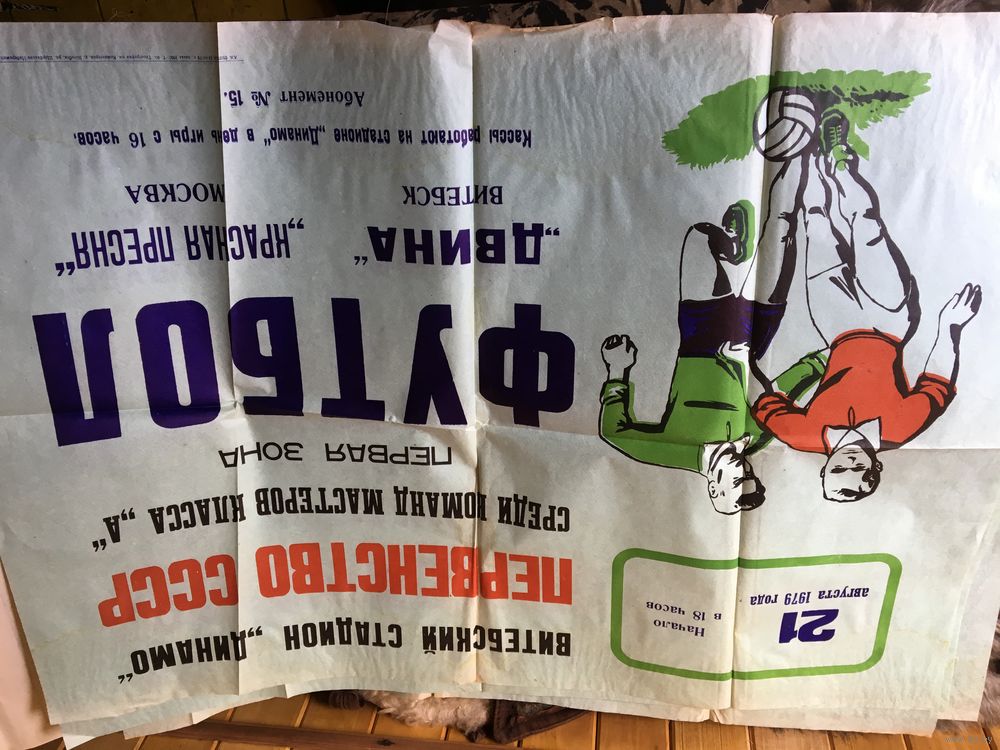 21
августа 1979 года
Начало
в 18 часов
ВИТЕБСКИЙ СТАДИОН „ДИНАМО“
ПЕРВЕНСТВО СССР
СРЕДИ КОМАНД МАСТЕРОВ КЛАССА „А“
ПЕРВАЯ ЗОНА
ФУТБОЛ
„ДВИНА“ „КРАСНАЯ ПРЕСНЯ“
ВИТЕБСК МОСКВА
Кассы работают на стадионе „Динамо“ в день игры с 16 часов.
Абонемент № 15.